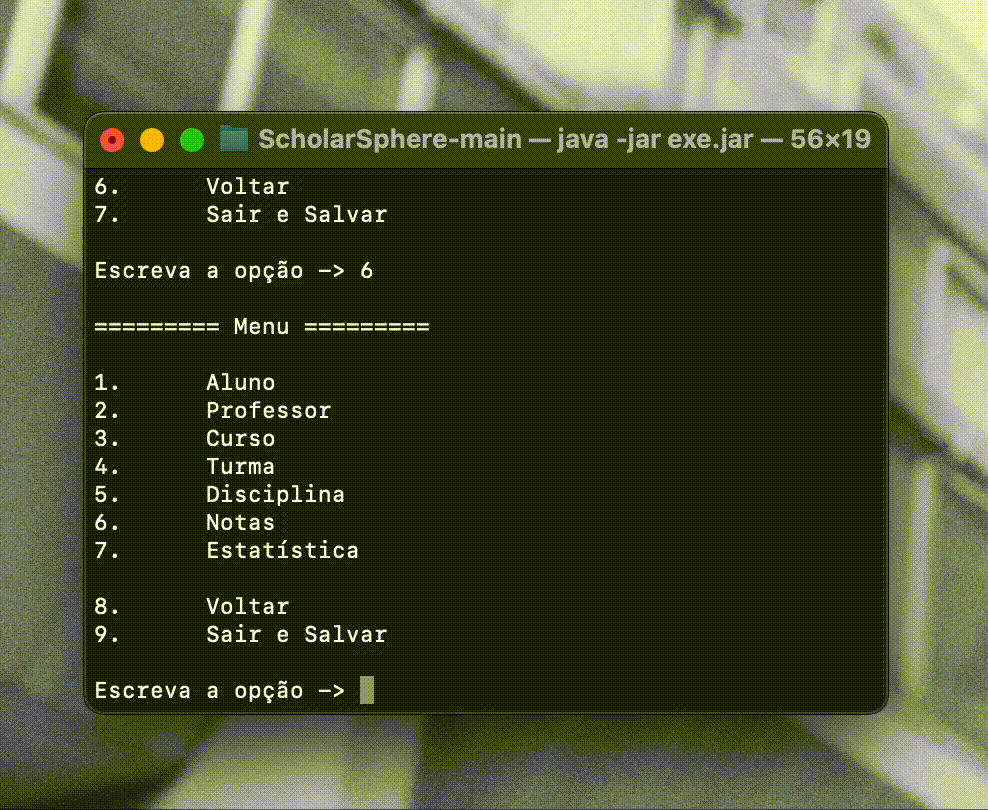 ScholarSphere-main — java -jar exe.jar — 56×19
6. Voltar
7. Sair e Salvar
Escreva a opção —> 6
========= Menu =========
1. Aluno
2. Professor
3. Curso
4. Turma
5. Disciplina
6. Notas
7. Estatística
8. Voltar
9. Sair e Salvar
Escreva a opção —>